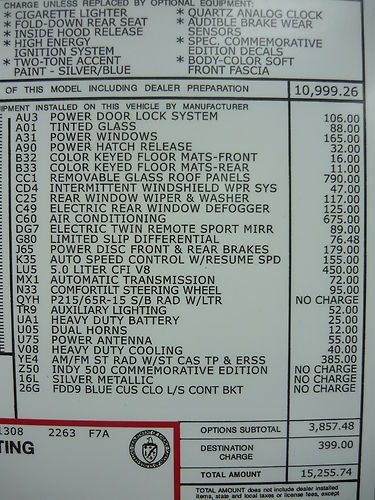 CHARGE UNLESS REPLACED BY OPTIONAL EQUIPMENT:
* CIGARETTE LIGHTER
* FOLD-DOWN REAR SEAT
* INSIDE HOOD RELEASE
* HIGH ENERGY
IGNITION SYSTEM
* TWO-TONE ACCENT
PAINT - SILVER/BLUE
* QUARTZ ANALOG CLOCK
* AUDIBLE BRAKE WEAR
SENSORS
* SPEC. COMMEMORATIVE
EDITION DECALS
* BODY-COLOR SOFT
FRONT FASCIA
OF THIS MODEL INCLUDING DEALER PREPARATION 10,999.26
IPMENT INSTALLED ON THIS VEHICLE BY MANUFACTURER
AU3 POWER DOOR LOCK SYSTEM 106.00
A01 TINTED GLASS 88.00
A31 POWER WINDOWS 165.00
A90 POWER HATCH RELEASE 32.00
B32 COLOR KEYED FLOOR MATS-FRONT 16.00
B33 COLOR KEYED FLOOR MATS-REAR 11.00
CC1 REMOVABLE GLASS ROOF PANELS 790.00
CD4 INTERMITTENT WINDSHIELD WPR SYS 47.00
C25 REAR WINDOW WIPER & WASHER 117.00
C49 ELECTRIC REAR WINDOW DEFOGGER 125.00
C60 AIR CONDITIONING 675.00
DG7 ELECTRIC TWIN REMOTE SPORT MIRR 89.00
G80 LIMITED SLIP DIFFERENTIAL 76.48
J65 POWER DISC FRONT & REAR BRAKES 179.00
K35 AUTO SPEED CONTROL W/RESUME SPD 155.00
LU5 5.0 LITER CFI V8 450.00
MX1 AUTOMATIC TRANSMISSION 72.00
N33 COMFORTILT STEERING WHEEL 95.00
QYH P215/65R-15 S/B RAD W/LTR NO CHARGE
TR9 AUXILIARY LIGHTING 52.00
UA1 HEAVY DUTY BATTERY 25.00
U05 DUAL HORNS 12.00
U75 POWER ANTENNA 55.00
V08 HEAVY DUTY COOLING 40.00
YE4 AM/FM ST RAD W/ST CAS TP & ERSS 385.00
Z50 INDY 500 COMMEMORATIVE EDITION NO CHARGE
16L SILVER METALLIC NO CHARGE
26G FDD9 BLUE CUS CLO L/S CONT BKT NO CHARGE
1308 2263 F7A
TING
OPTIONS SUBTOTAL 3,857.48
DESTINATION
CHARGE 399.00
TOTAL AMOUNT 15,255.74
TOTAL AMOUNT does not include dealer installed
items, state and local taxes or license fees, except